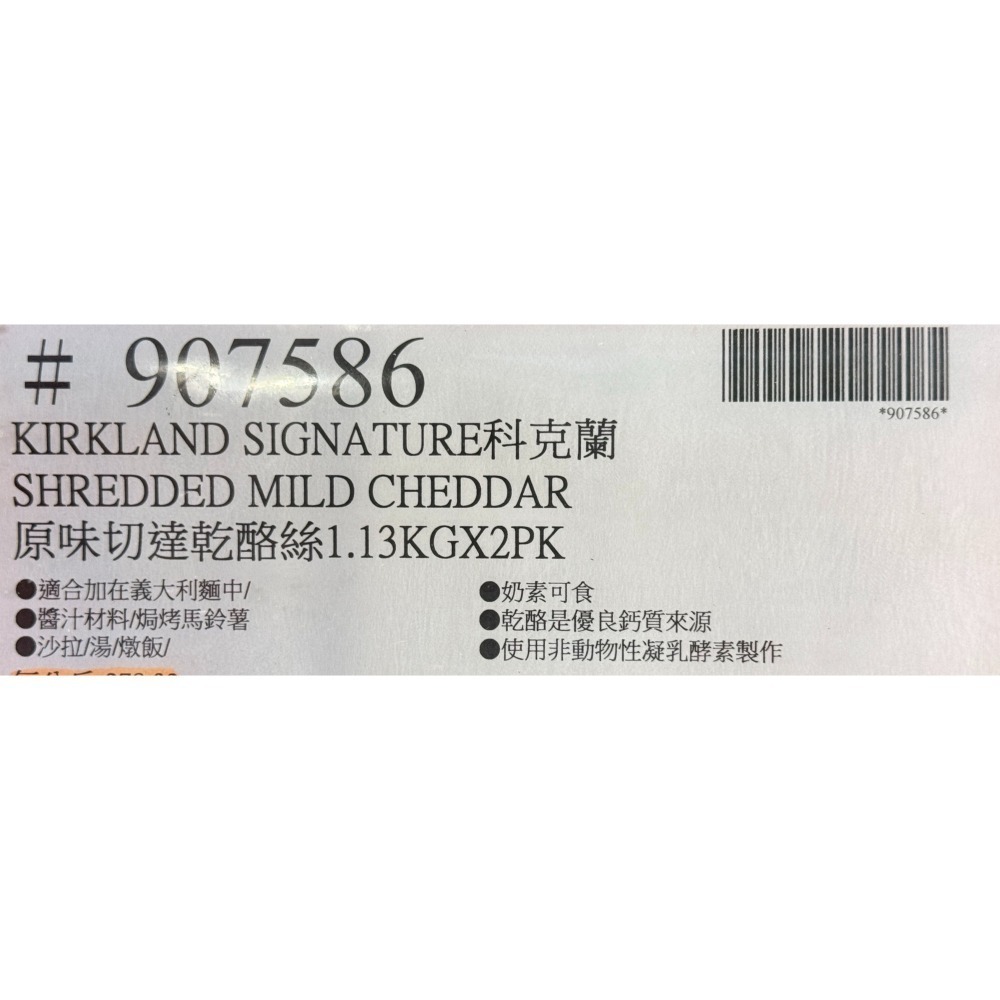 # 907586
*907586*
KIRKLAND SIGNATURE科克蘭
SHREDDED MILD CHEDDAR
原味切達乾酪絲1.13KGX2PK
●適合加在義大利麵中/
●醬汁材料/焗烤馬鈴薯
●沙拉/湯/燉飯/
●奶素可食
●乾酪是優良鈣質來源
●使用非動物性凝乳酵素製作